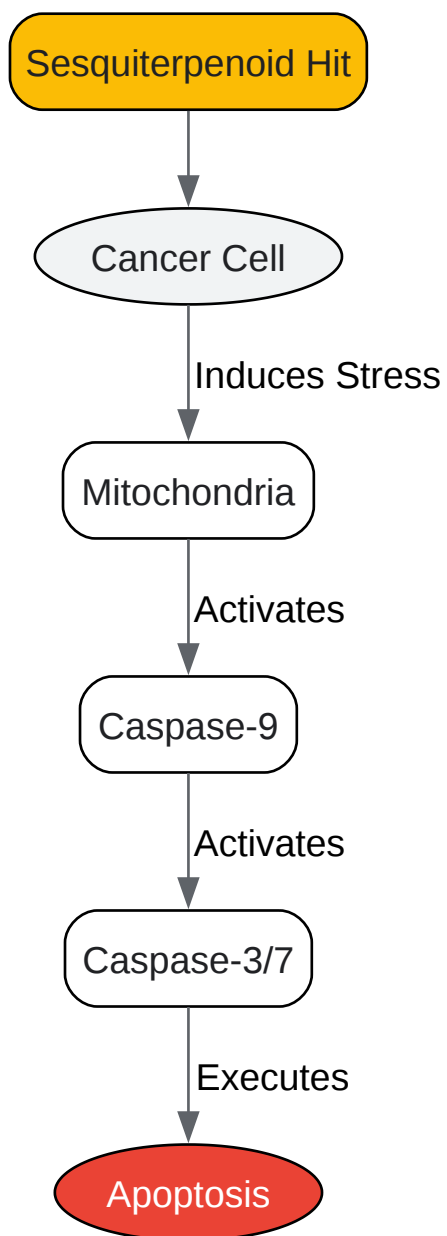 Sesquiterpenoid Hit
Cancer Cell
Induces Stress
Mitochondria
Activates
Caspase-9
Activates
Caspase-3/7
Executes
Apoptosis